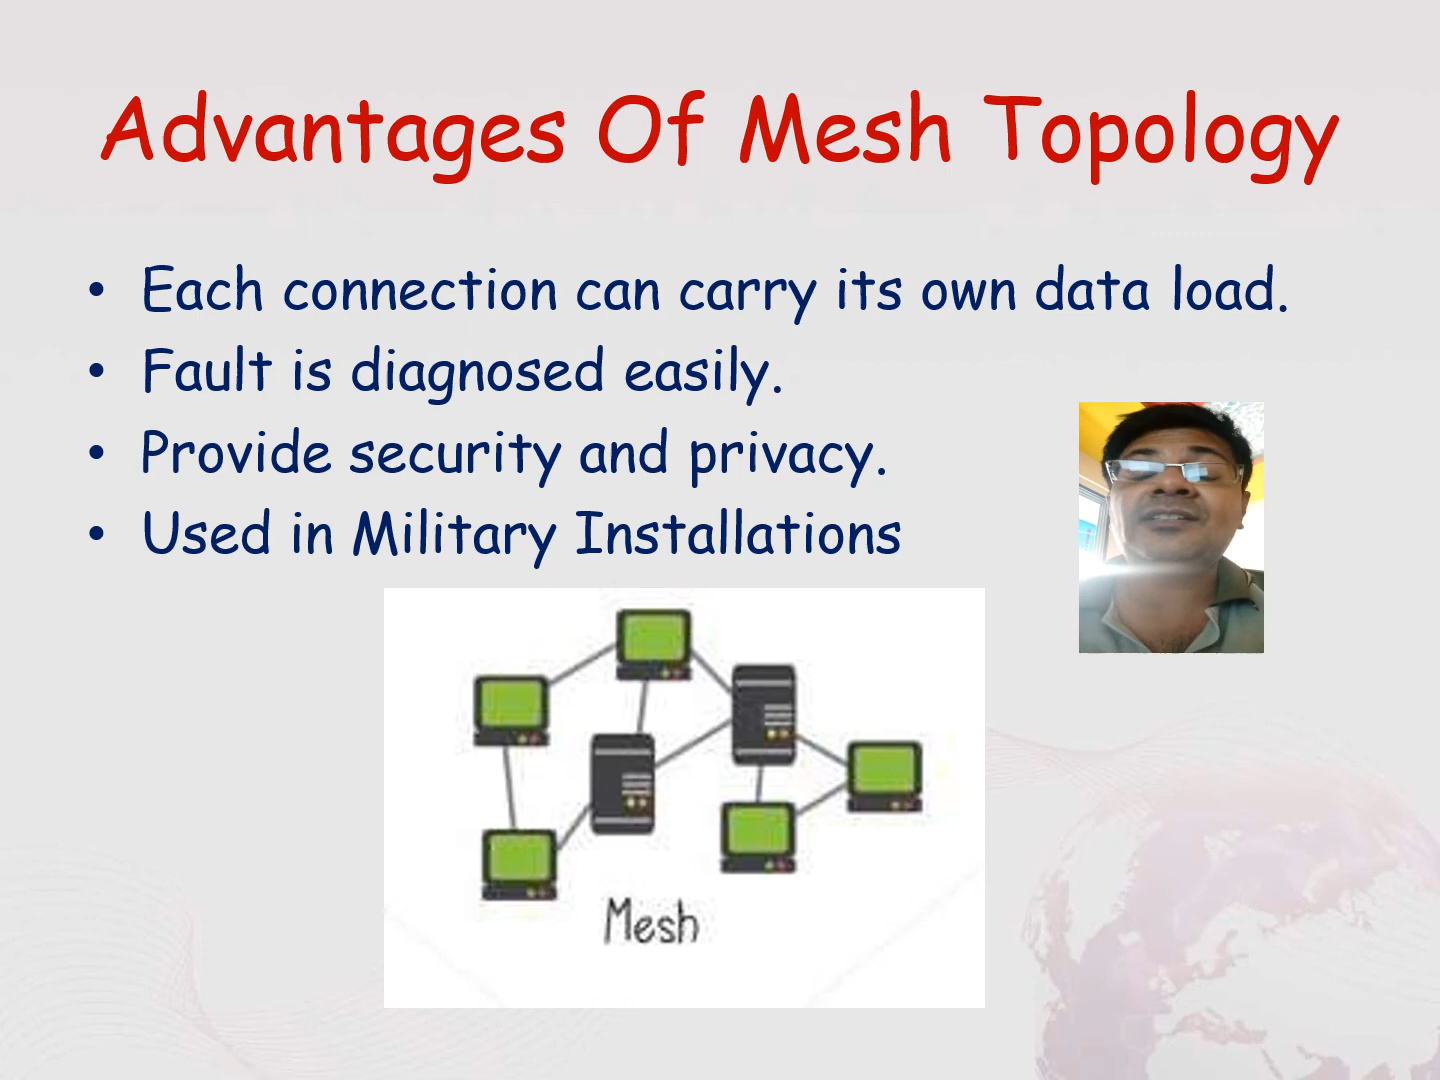 Advantages Of Mesh Topology
• Each connection can carry its own data load.
• Fault is diagnosed easily.
• Provide security and privacy.
• Used in Military Installations
Mesh